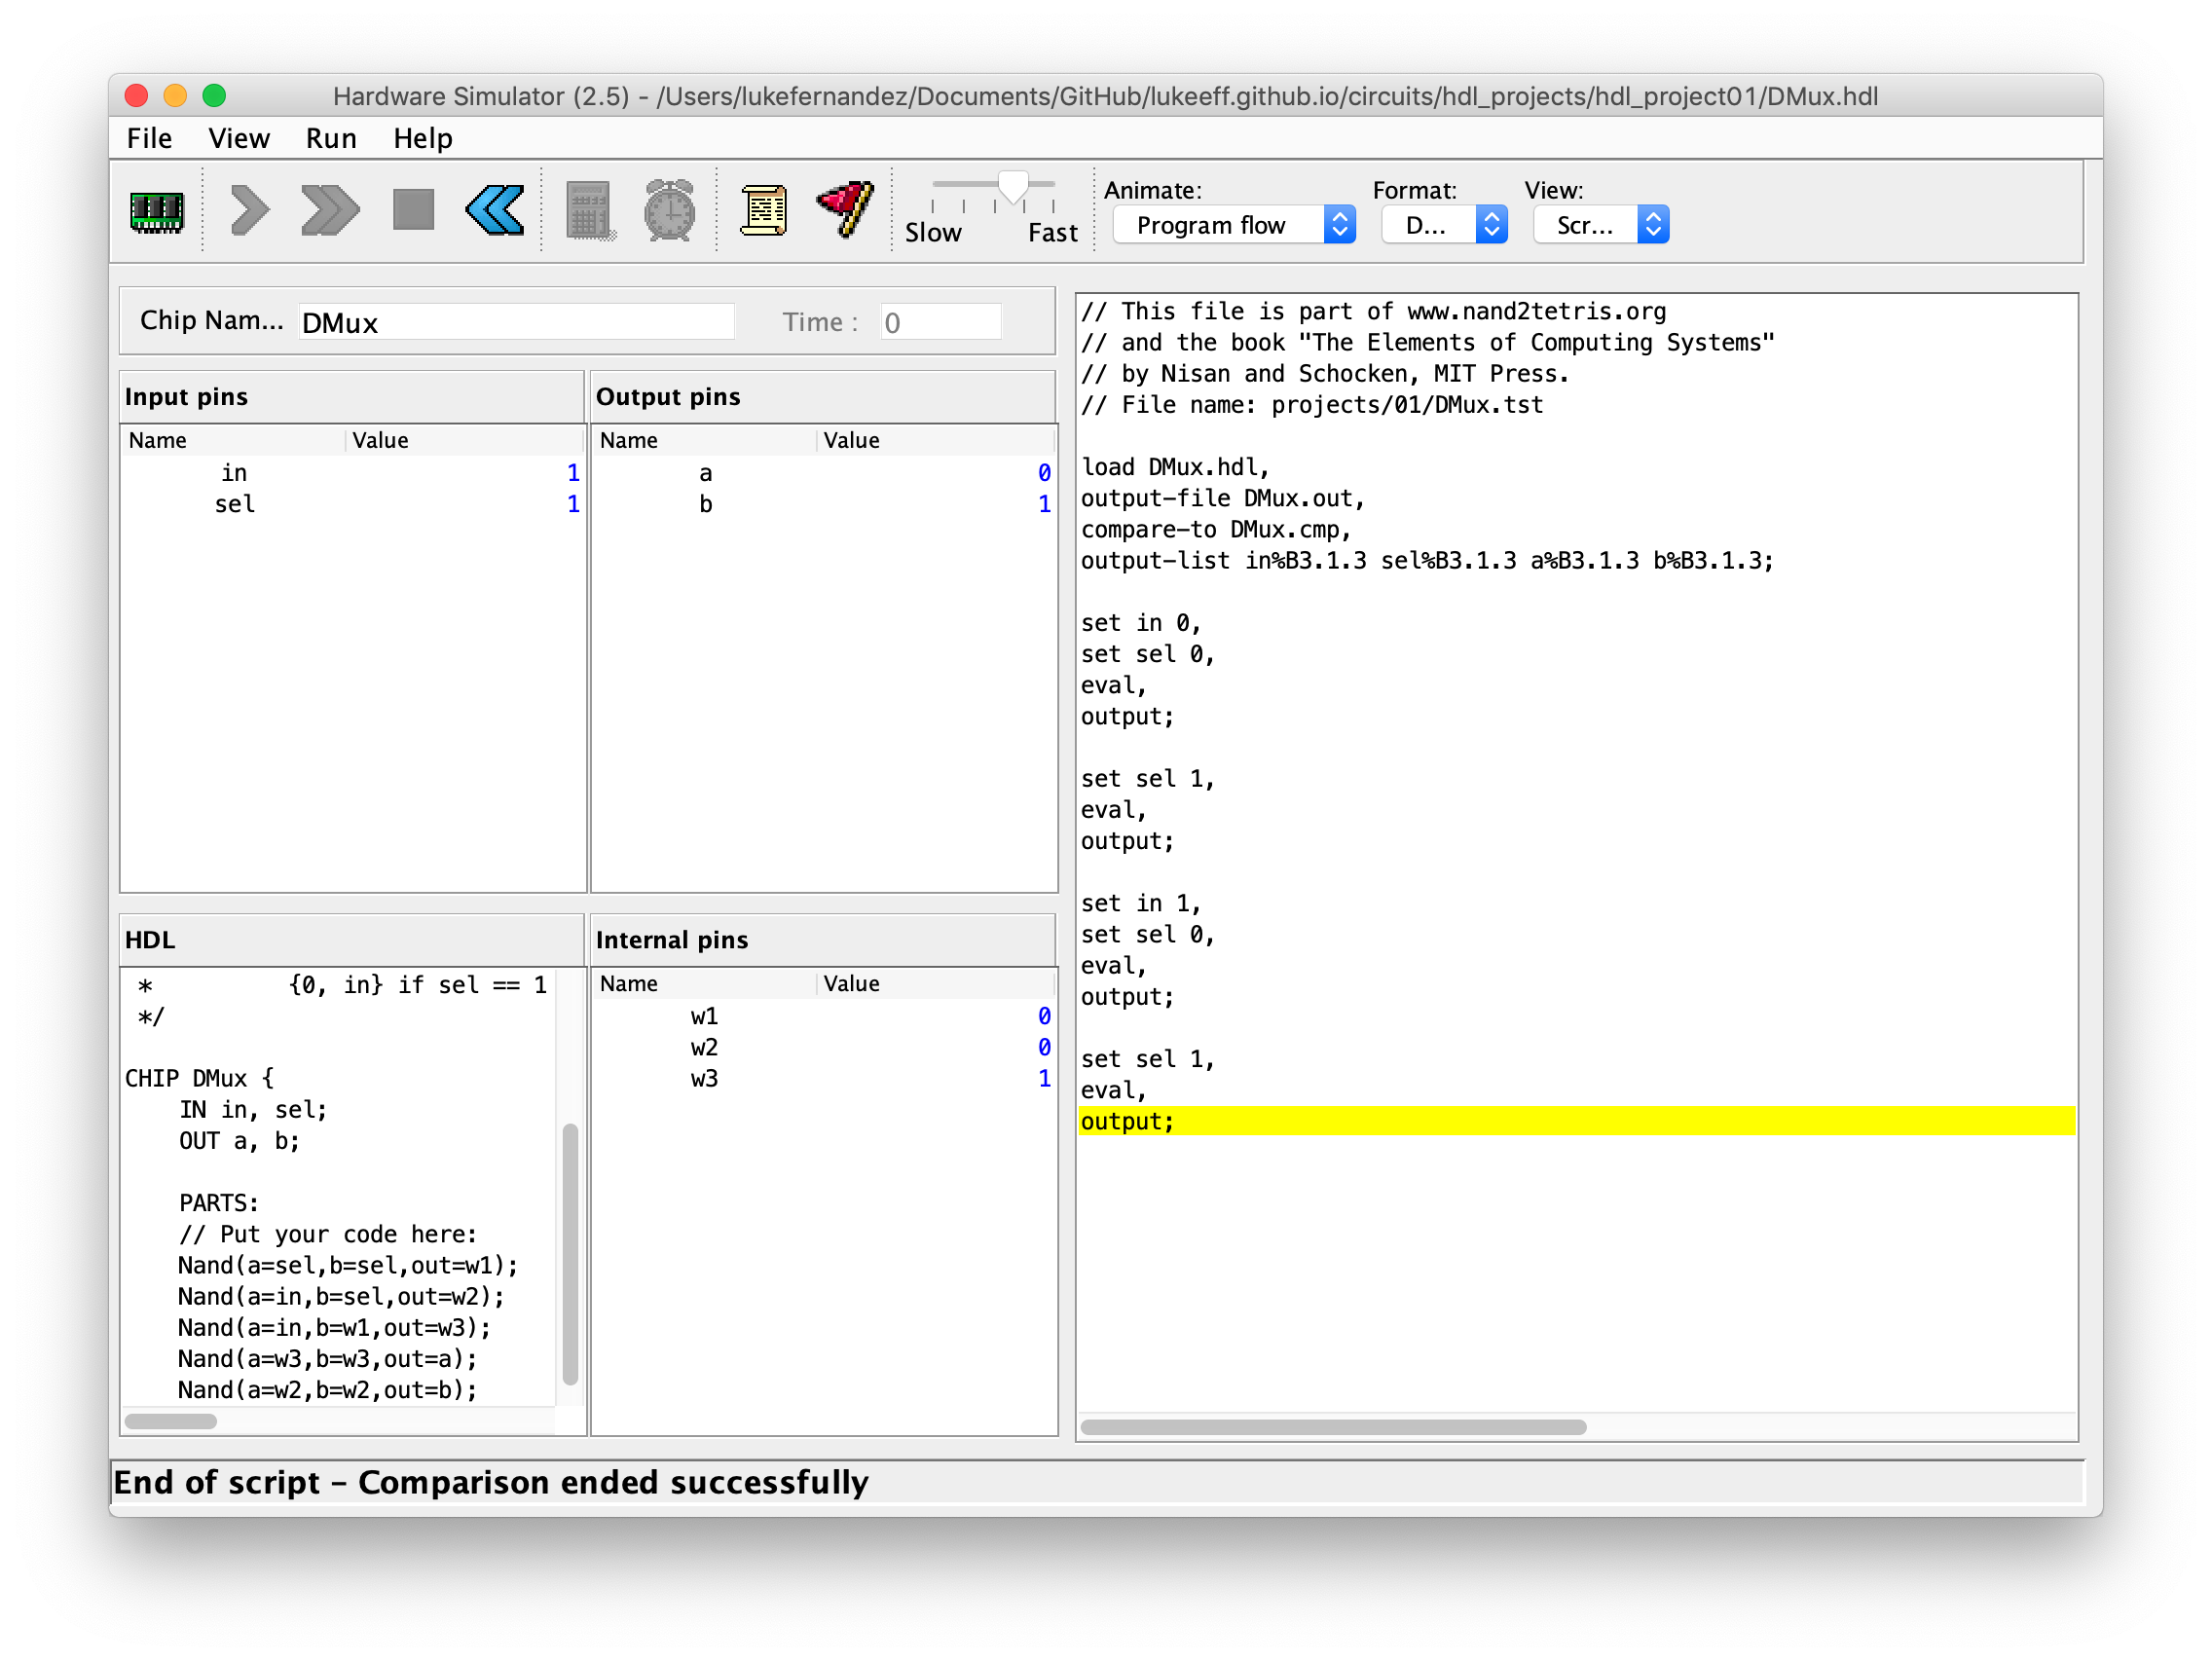 Hardware Simulator (2.5) - /Users/lukefernandez/Documents/GitHub/lukeeff.github.io/circuits/hdl_projects/hdl_project01/DMux.hdl
File View Run Help
Slow Fast
Animate: Format: View:
Program flow D... Scr...
Chip Nam... DMux Time : 0
Input pins
Name Value
in 1
sel 1
Output pins
Name Value
a 0
b 1
HDL
* {0, in} if sel == 1
*/
CHIP DMux {
IN in, sel;
OUT a, b;
PARTS:
// Put your code here:
Nand(a=sel,b=sel,out=w1);
Nand(a=in,b=sel,out=w2);
Nand(a=in,b=w1,out=w3);
Nand(a=w3,b=w3,out=a);
Nand(a=w2,b=w2,out=b);
Internal pins
Name Value
w1 0
w2 0
w3 1
// This file is part of www.nand2tetris.org
// and the book "The Elements of Computing Systems"
// by Nisan and Schocken, MIT Press.
// File name: projects/01/DMux.tst
load DMux.hdl,
output-file DMux.out,
compare-to DMux.cmp,
output-list in%B3.1.3 sel%B3.1.3 a%B3.1.3 b%B3.1.3;
set in 0,
set sel 0,
eval,
output;
set sel 1,
eval,
output;
set in 1,
set sel 0,
eval,
output;
set sel 1,
eval,
output;
End of script - Comparison ended successfully